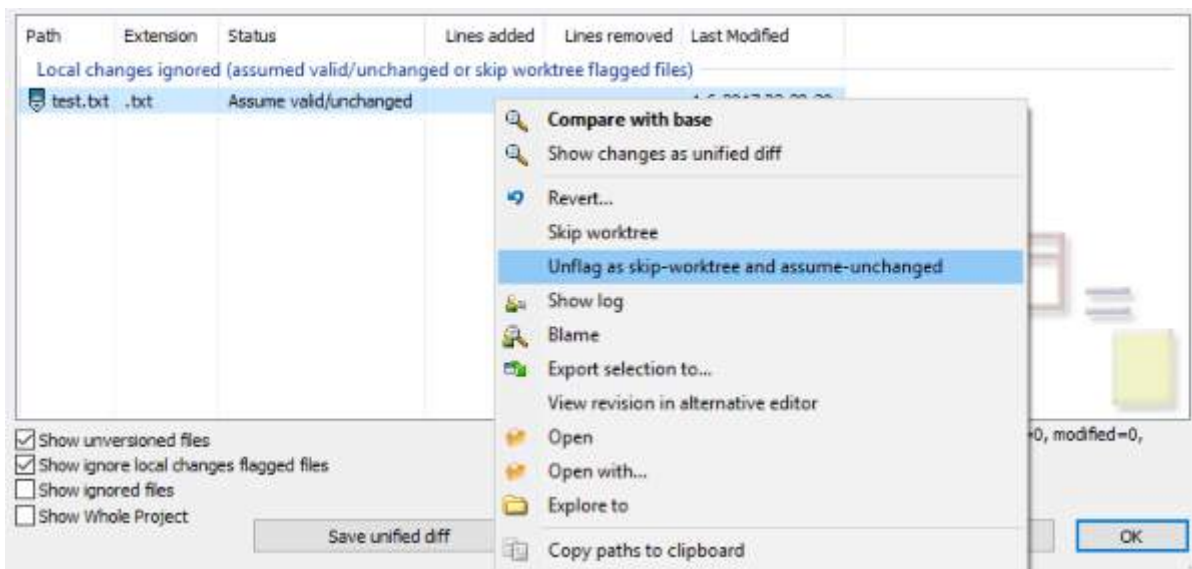 Path Extension Status Lines added Lines removed Last Modified
Local changes ignored (assumed valid/unchanged or skip worktree flagged files)
test.txt .txt Assume valid/unchanged
Compare with base
Show changes as unified diff
Revert...
Skip worktree
Unflag as skip-worktree and assume-unchanged
Show log
Blame
Export selection to...
View revision in alternative editor
Open
Open with...
Explore to
Copy paths to clipboard
Show unversioned files
Show ignore local changes flagged files
Show ignored files
Show Whole Project
=0, modified=0,
Save unified diff
OK